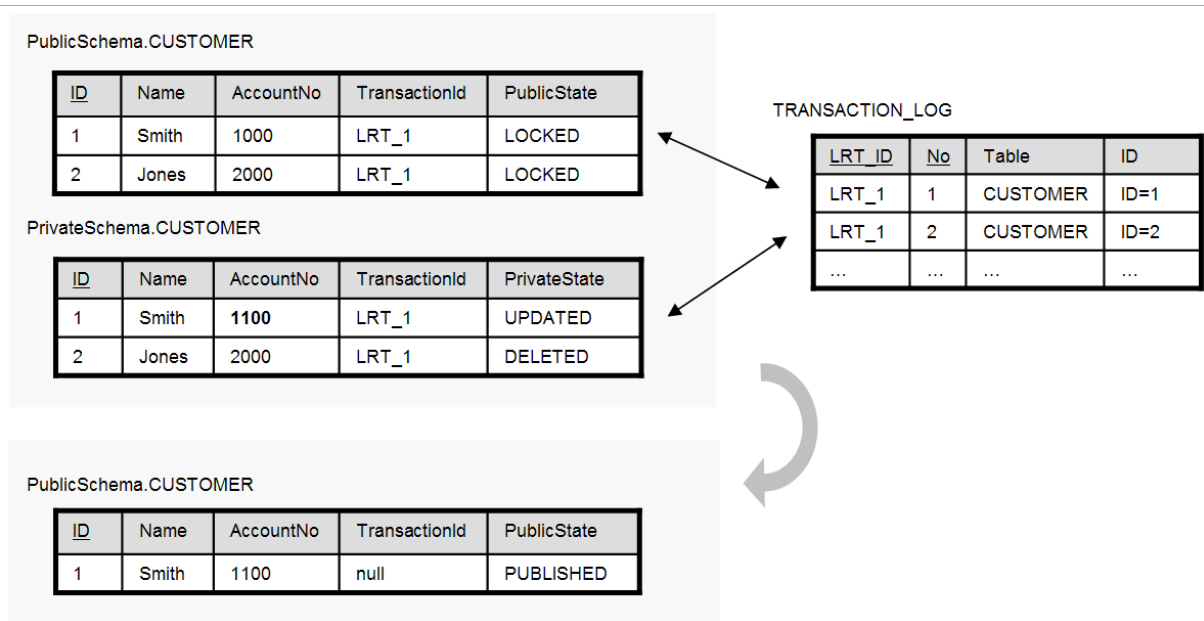 PublicSchema.CUSTOMER
ID Name AccountNo TransactionId PublicState
1 Smith 1000 LRT_1 LOCKED
2 Jones 2000 LRT_1 LOCKED
PrivateSchema.CUSTOMER
ID Name AccountNo TransactionId PrivateState
1 Smith 1100 LRT_1 UPDATED
2 Jones 2000 LRT_1 DELETED
TRANSACTION_LOG
LRT_ID No Table ID
LRT_1 1 CUSTOMER ID=1
LRT_1 2 CUSTOMER ID=2
... ... ... ...
PublicSchema.CUSTOMER
ID Name AccountNo TransactionId PublicState
1 Smith 1100 null PUBLISHED